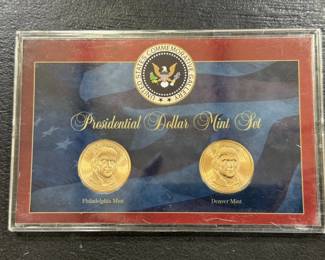 UNITED STATES COMMEMORATIVE GALLERY
Presidential Dollar Mint Set
Philadelphia Mint
Denver Mint